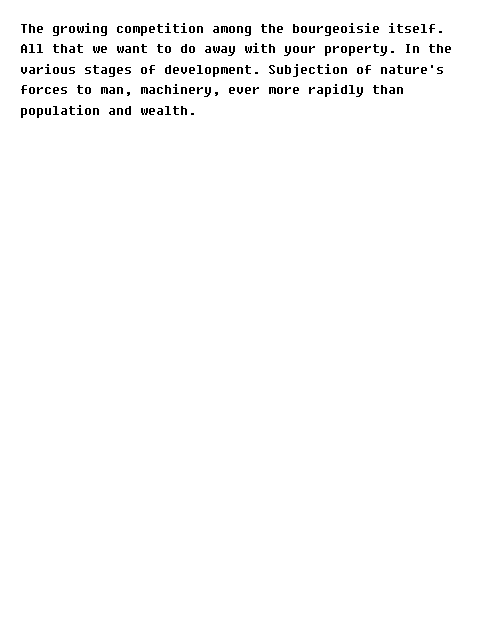 The growing competition among the bourgeoisie itself.
All that we want to do away with your property. In the
various stages of development. Subjection of nature's
forces to man, machinery, ever more rapidly than
population and wealth.